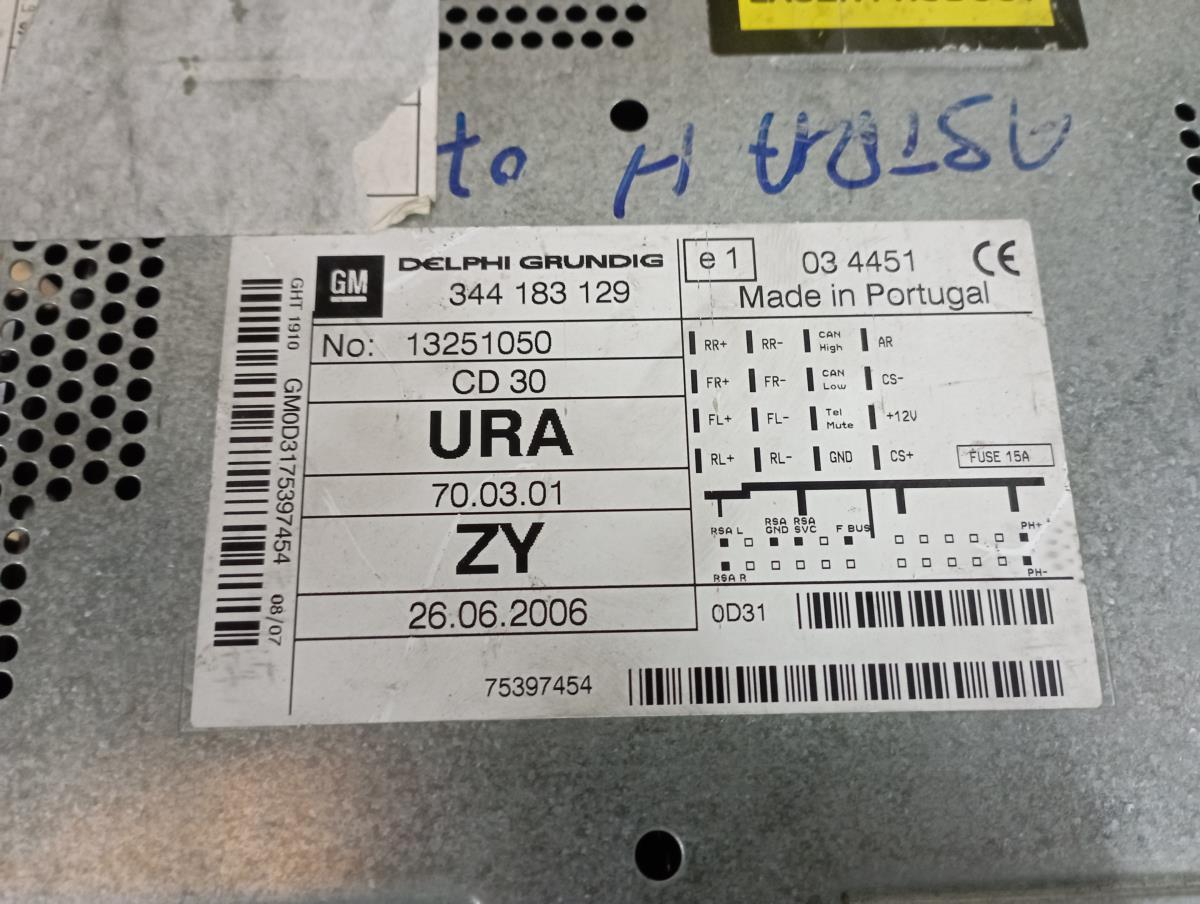 LASER PRODUCT
to H
GM
DELPHI GRUNDIG
344 183 129
e 1
03 4451
CE
Made in Portugal
No: 13251050
CD 30
URA
70.03.01
ZY
26.06.2006
75397454
RR+ RR- CAN High AR
FR+ FR- CAN Low CS-
FL+ FL- Tel Mute +12V
RL+ RL- GND CS+
FUSE 15A
RSA L RSA GND RSA SVC F BUS PH+
RSA R PH-
0D31
GHT 1910
GM0D3175397454 08/07